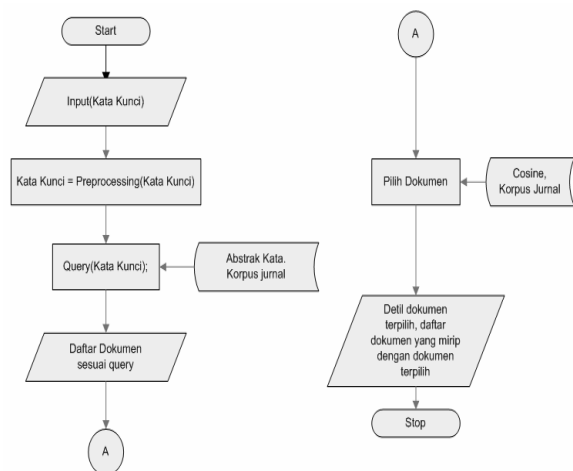 Start
Input(Kata Kunci)
Kata Kunci = Preprocessing(Kata Kunci)
Query(Kata Kunci);
Abstrak Kata.
Korpus jurnal
Daftar Dokumen
sesuai query
A
A
Pilih Dokumen
Cosine,
Korpus Jurnal
Detil dokumen
terpilih, daftar
dokumen yang mirip
dengan dokumen
terpilih
Stop